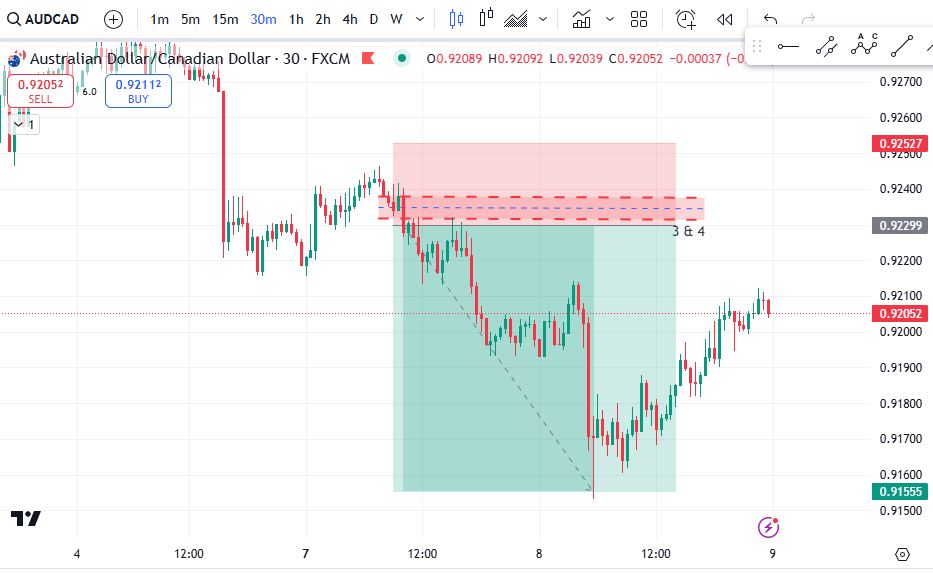 AUDCAD 1m 5m 15m 30m 1h 2h 4h D W
A C
Australian Dollar/Canadian Dollar · 30 · FXCM O0.92089 H0.92092 L0.92039 C0.92052 −0.00037
0.92052 SELL 6.0 0.92112 BUY
1
0.92700
0.92600
0.92527
0.92500
0.92400
0.92299
3 & 4
0.92200
0.92100
0.92052
0.92000
0.91900
0.91800
0.91700
0.91600
0.91555
0.91500
4 12:00 7 12:00 8 12:00 9